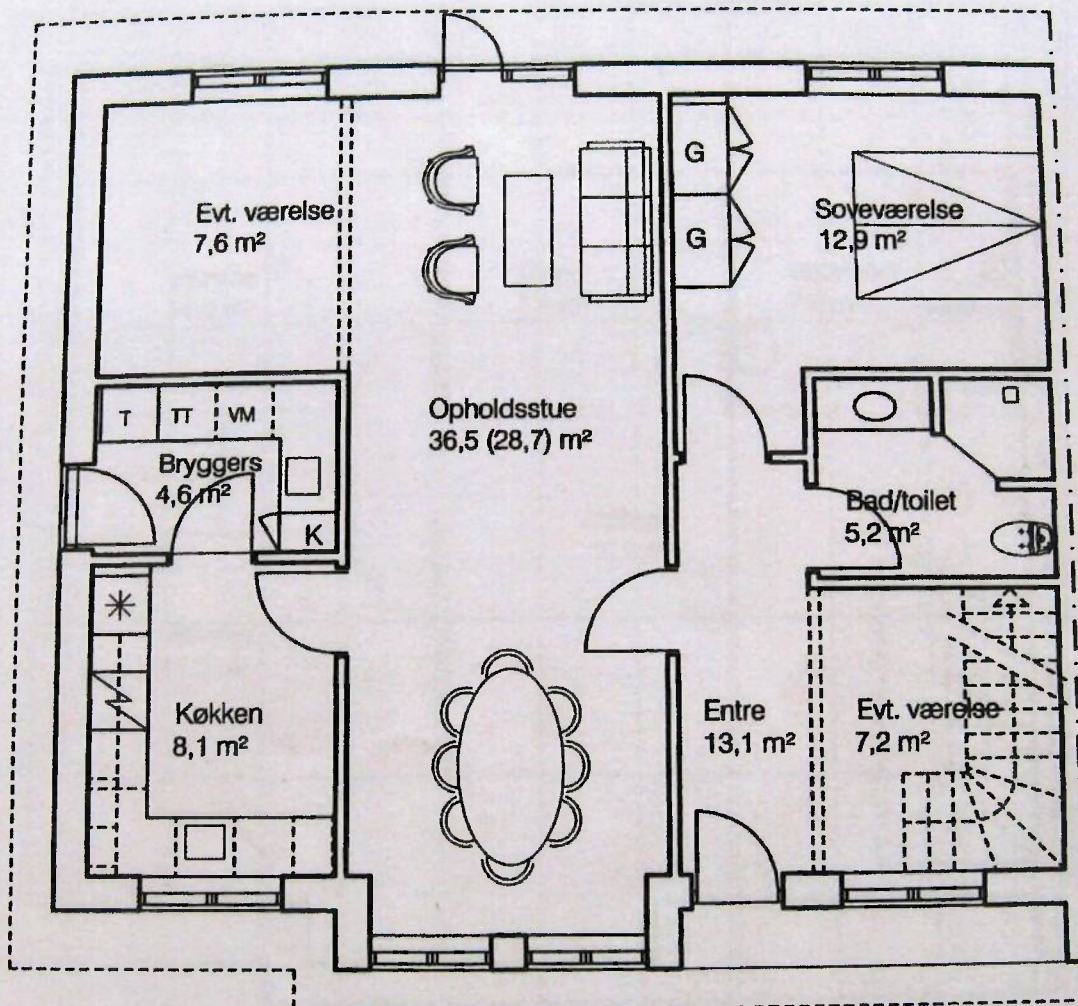 Evt. værelse
7,6 m²
G
G
Soveværelse
12,9 m²
Opholdsstue
36,5 (28,7) m²
T
TT
VM
Bryggers
4,6 m²
K
Bad/toilet
5,2 m²
Køkken
8,1 m²
Entre
13,1 m²
Evt. værelse
7,2 m²